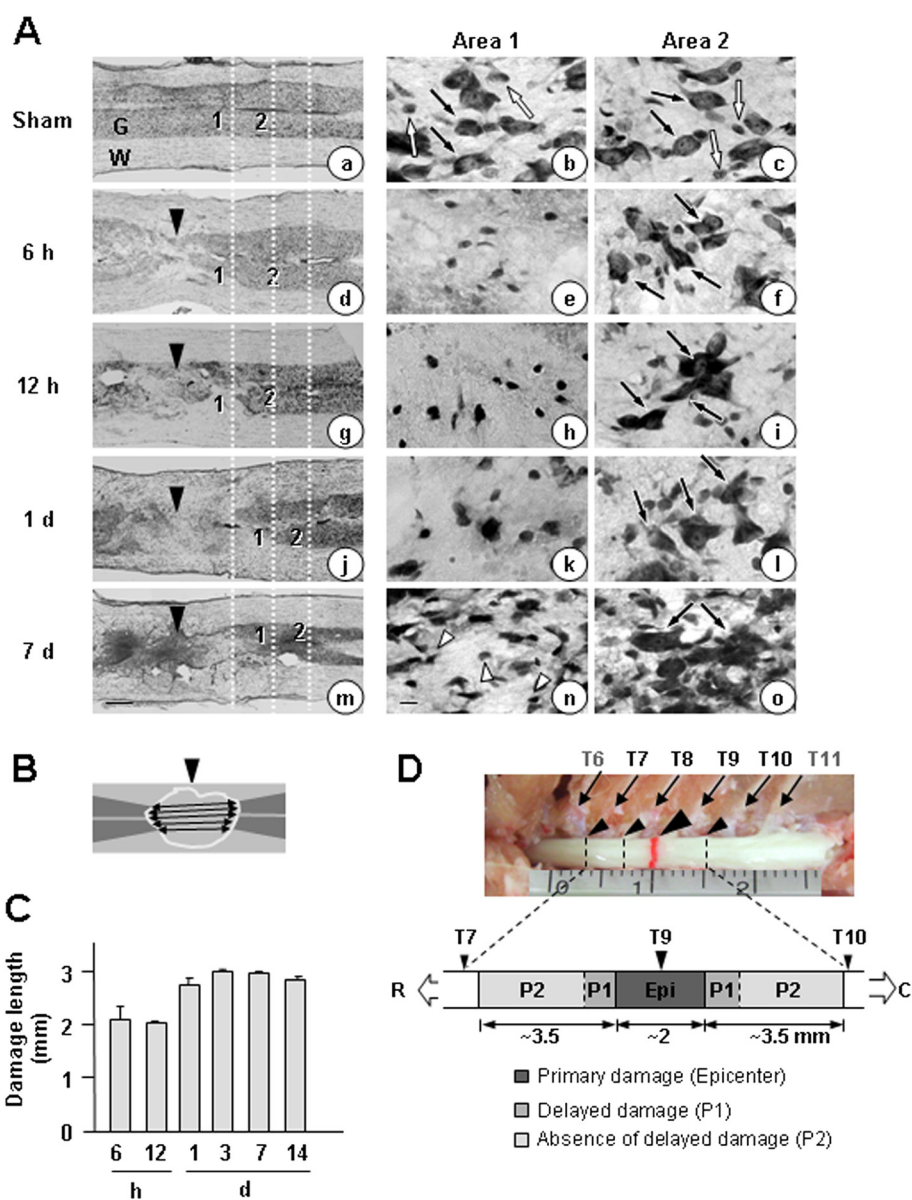 A
Area 1 Area 2
Sham
G
W
1 2
a b c
6 h
1 2
d e f
12 h
1 2
g h i
1 d
1 2
j k l
7 d
1 2
m n o
B
C
Damage length
(mm)
3
2
1
0
6 12 1 3 7 14
h d
D
T6 T7 T8 T9 T10 T11
0 1 2
T7 T9 T10
R P2 P1 Epi P1 P2 C
~3.5 ~2 ~3.5 mm
Primary damage (Epicenter)
Delayed damage (P1)
Absence of delayed damage (P2)